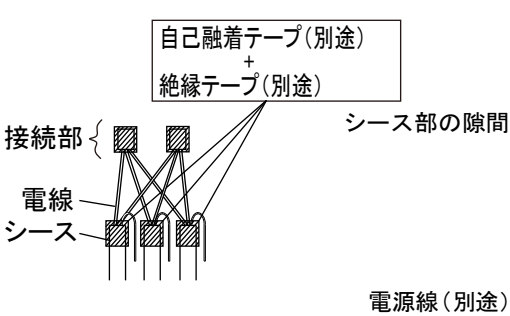 自己融着テープ(別途)
+
絶縁テープ(別途)
シース部の隙間
接続部
電線
シース
電源線(別途)